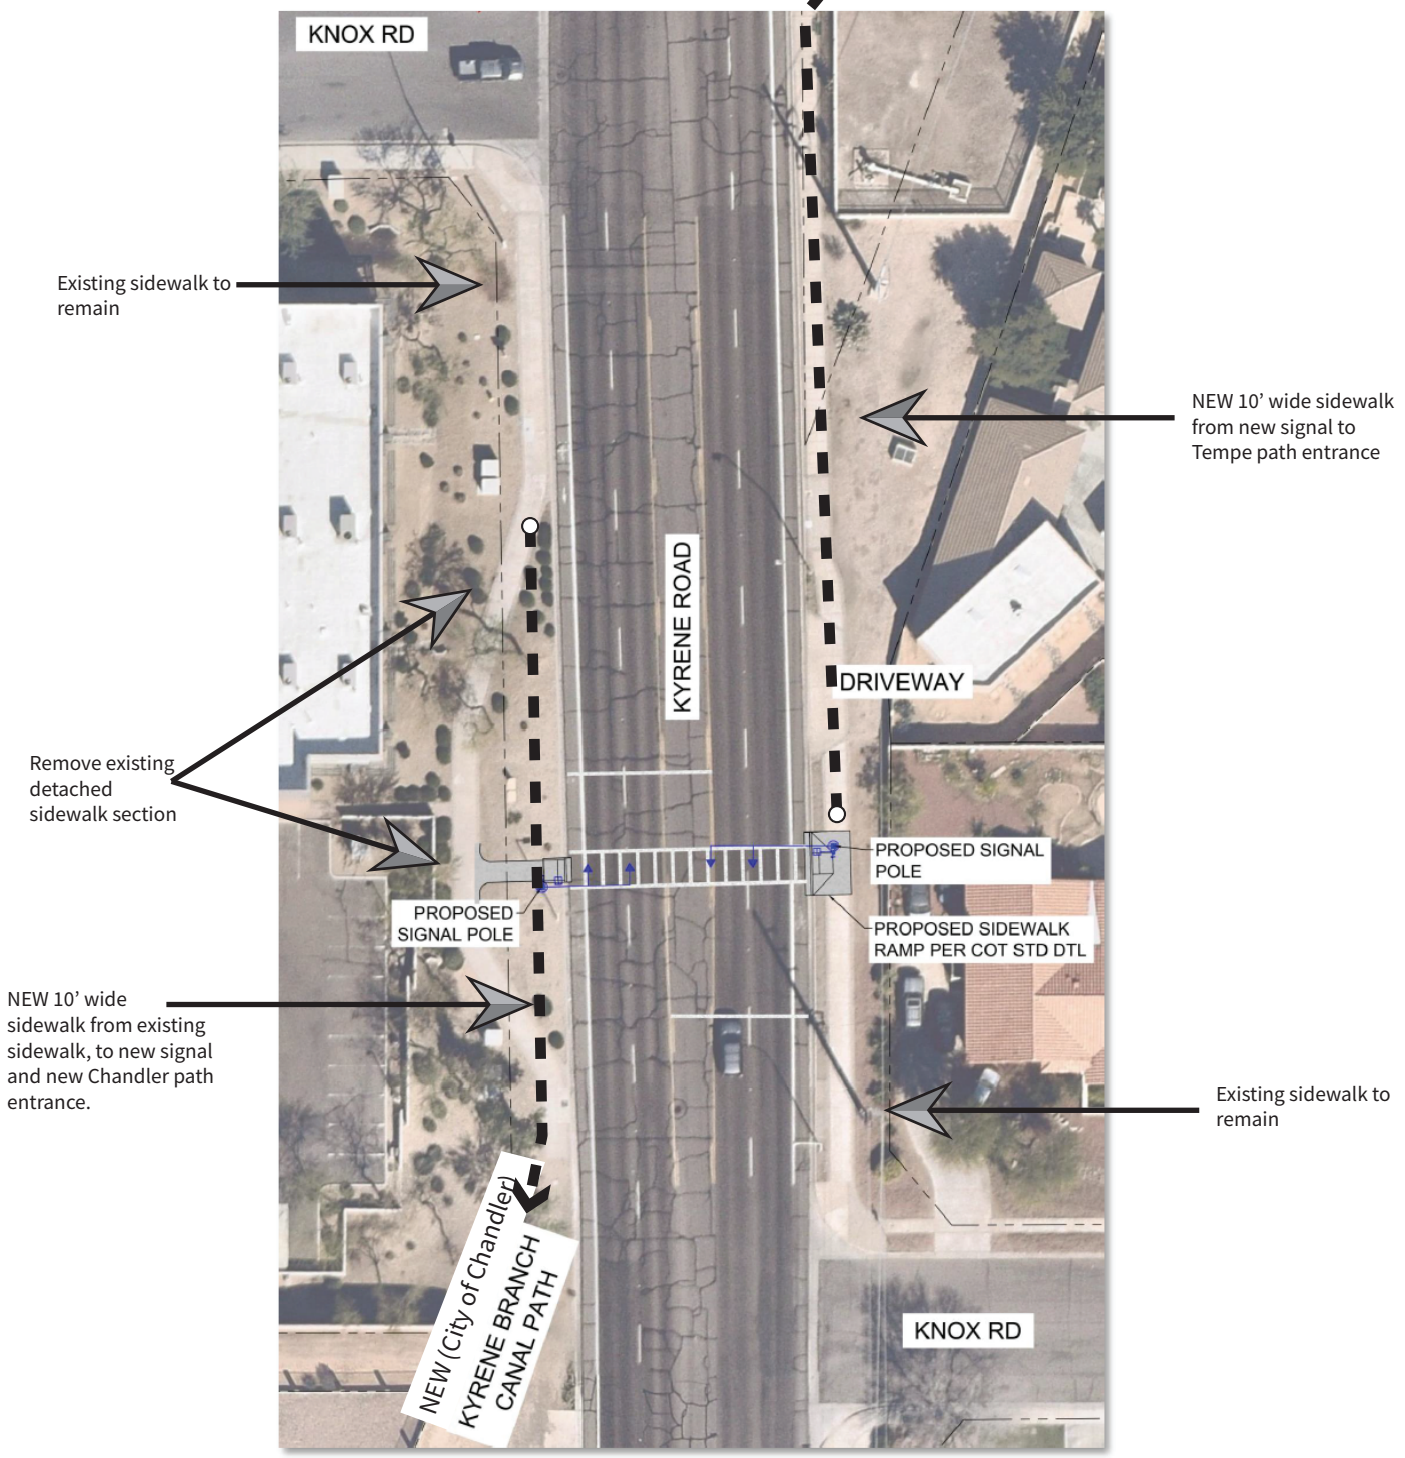 KNOX RD
Existing sidewalk to
remain
NEW 10’ wide sidewalk
from new signal to
Tempe path entrance
KYRENE ROAD
DRIVEWAY
Remove existing
detached
sidewalk section
PROPOSED SIGNAL
POLE
PROPOSED
SIGNAL POLE
PROPOSED SIDEWALK
RAMP PER COT STD DTL
NEW 10’ wide
sidewalk from existing
sidewalk, to new signal
and new Chandler path
entrance.
Existing sidewalk to
remain
NEW (City of Chandler)
KYRENE BRANCH
CANAL PATH
KNOX RD